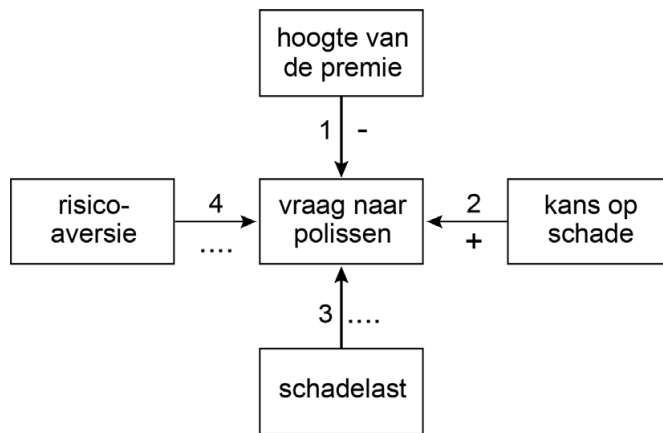 hoogte van
de premie
1 -
risico-
aversie
4
....
vraag naar
polissen
2
+
kans op
schade
3 ....
schadelast